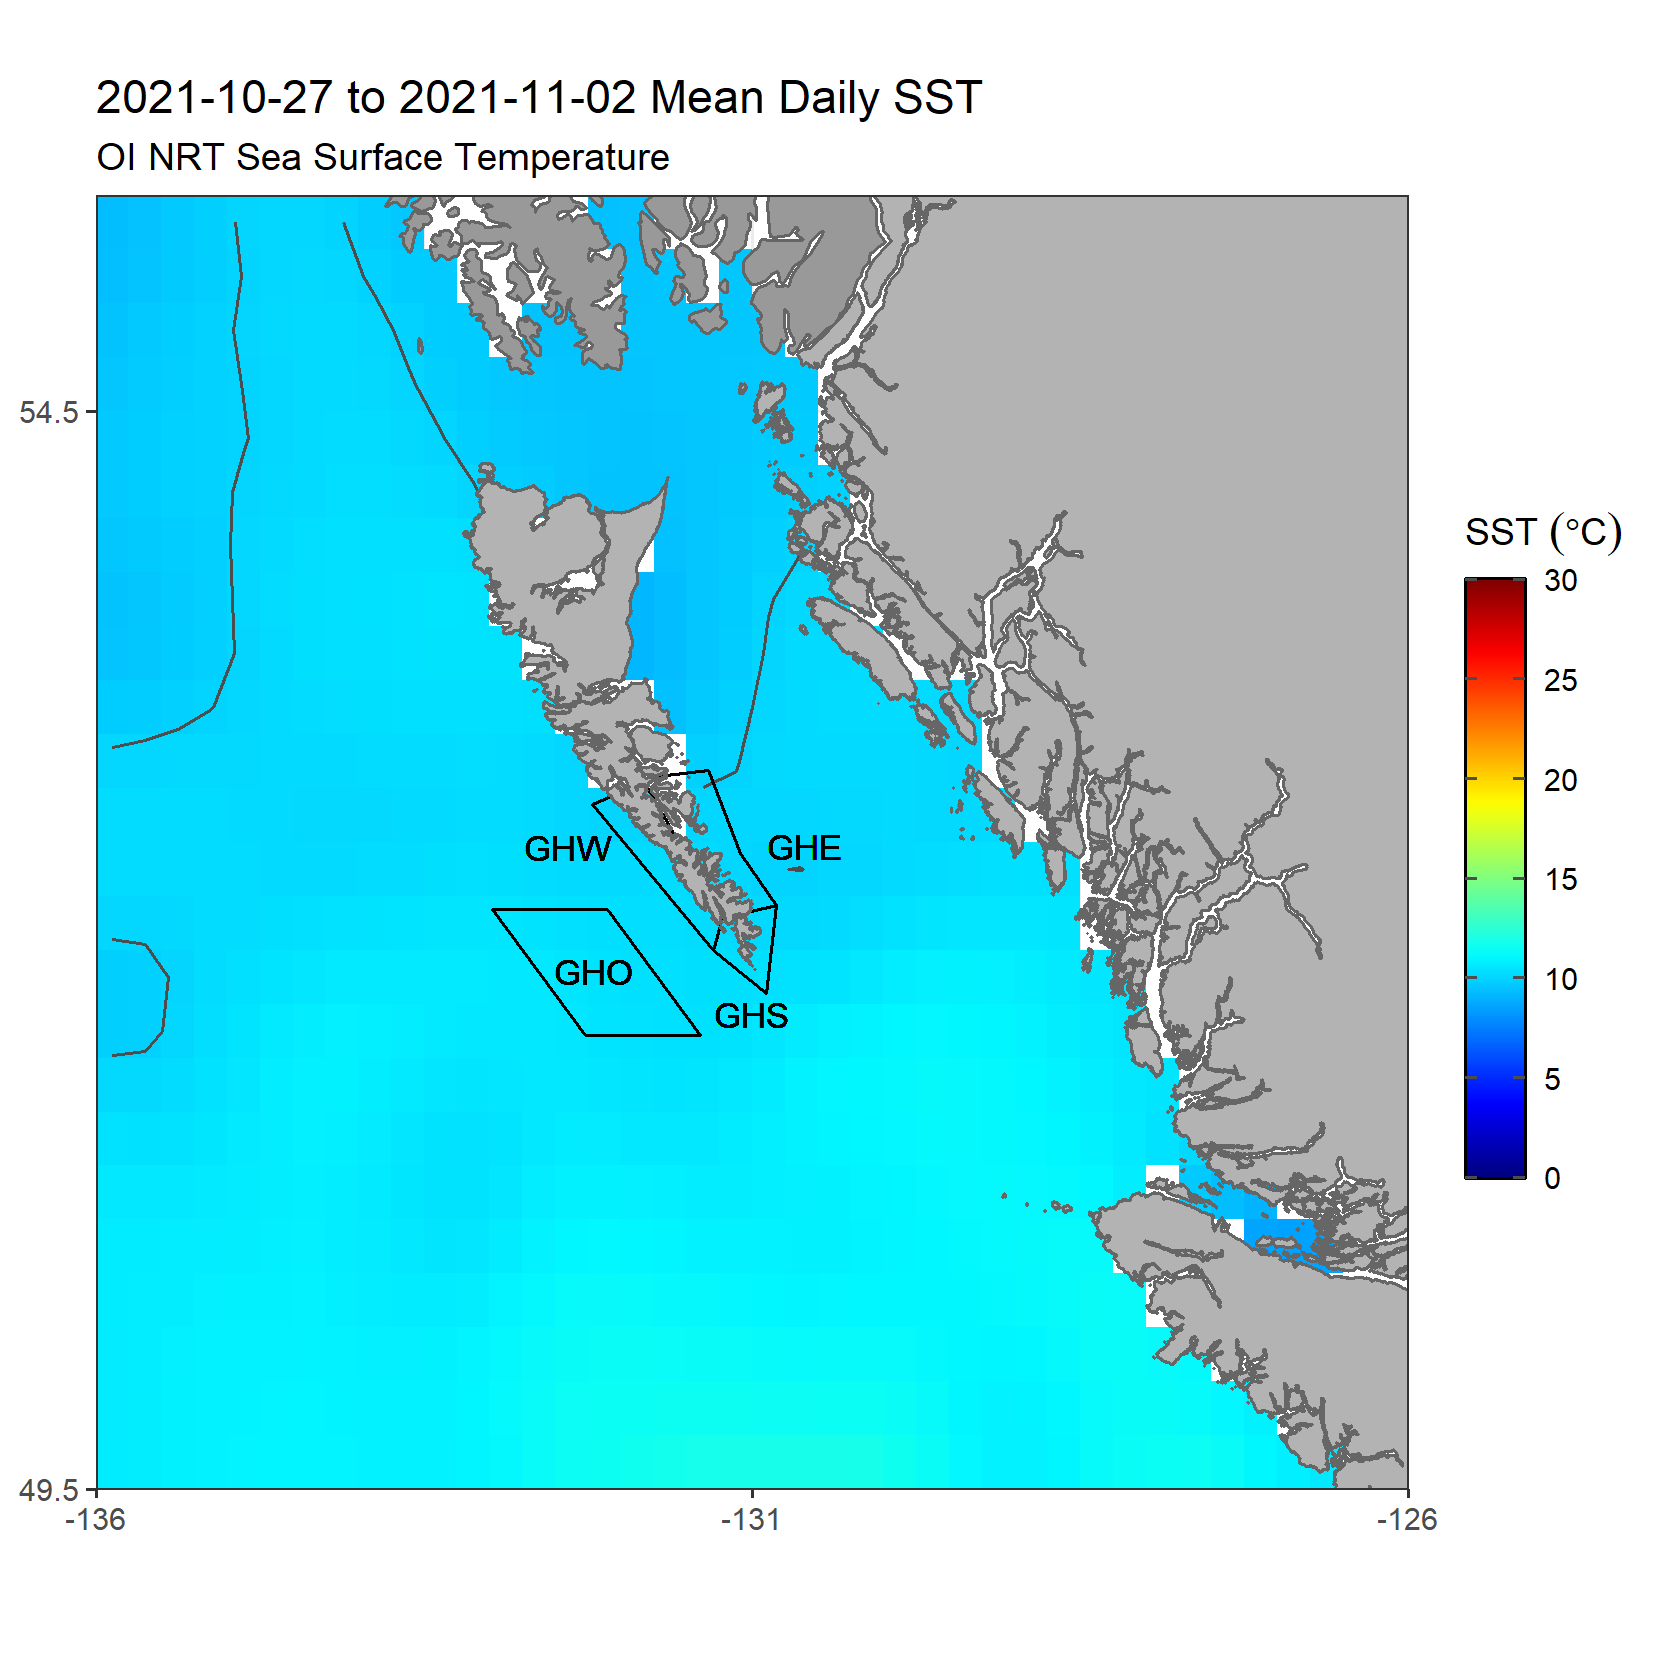 2021-10-27 to 2021-11-02 Mean Daily SST
OI NRT Sea Surface Temperature
54.5
49.5
-136
-131
-126
GHW
GHE
GHO
GHS
SST (°C)
30
25
20
15
10
5
0